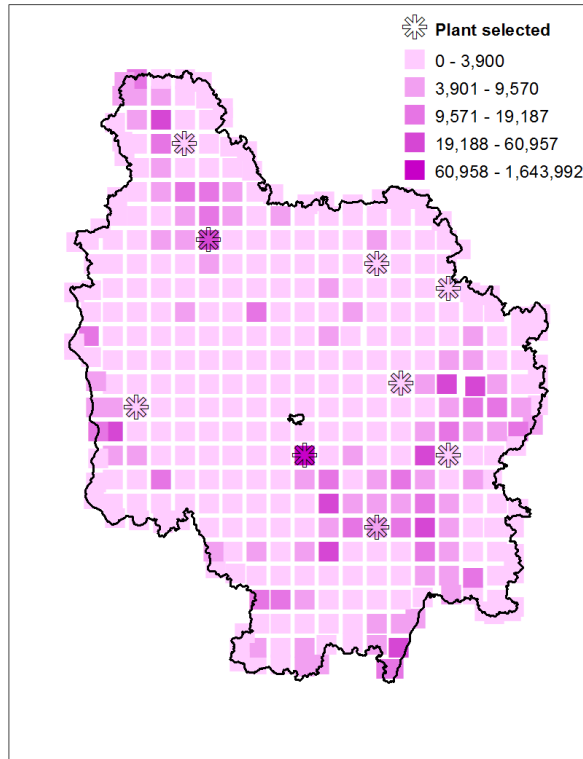 Plant selected
0 - 3,900
3,901 - 9,570
9,571 - 19,187
19,188 - 60,957
60,958 - 1,643,992